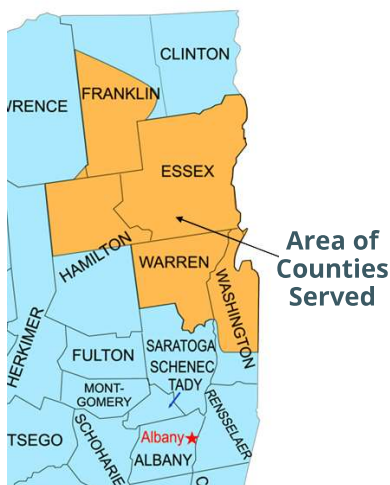 CLINTON
FRANKLIN
WRENCE
ESSEX
Area of
Counties
Served
HAMILTON
WARREN
WASHINGTON
HERKIMER
SARATOGA
FULTON
SCHENEC
TADY
MONT-
GOMERY
RENSSELAER
TSEGO
SCHOHARIE
Albany
ALBANY
C